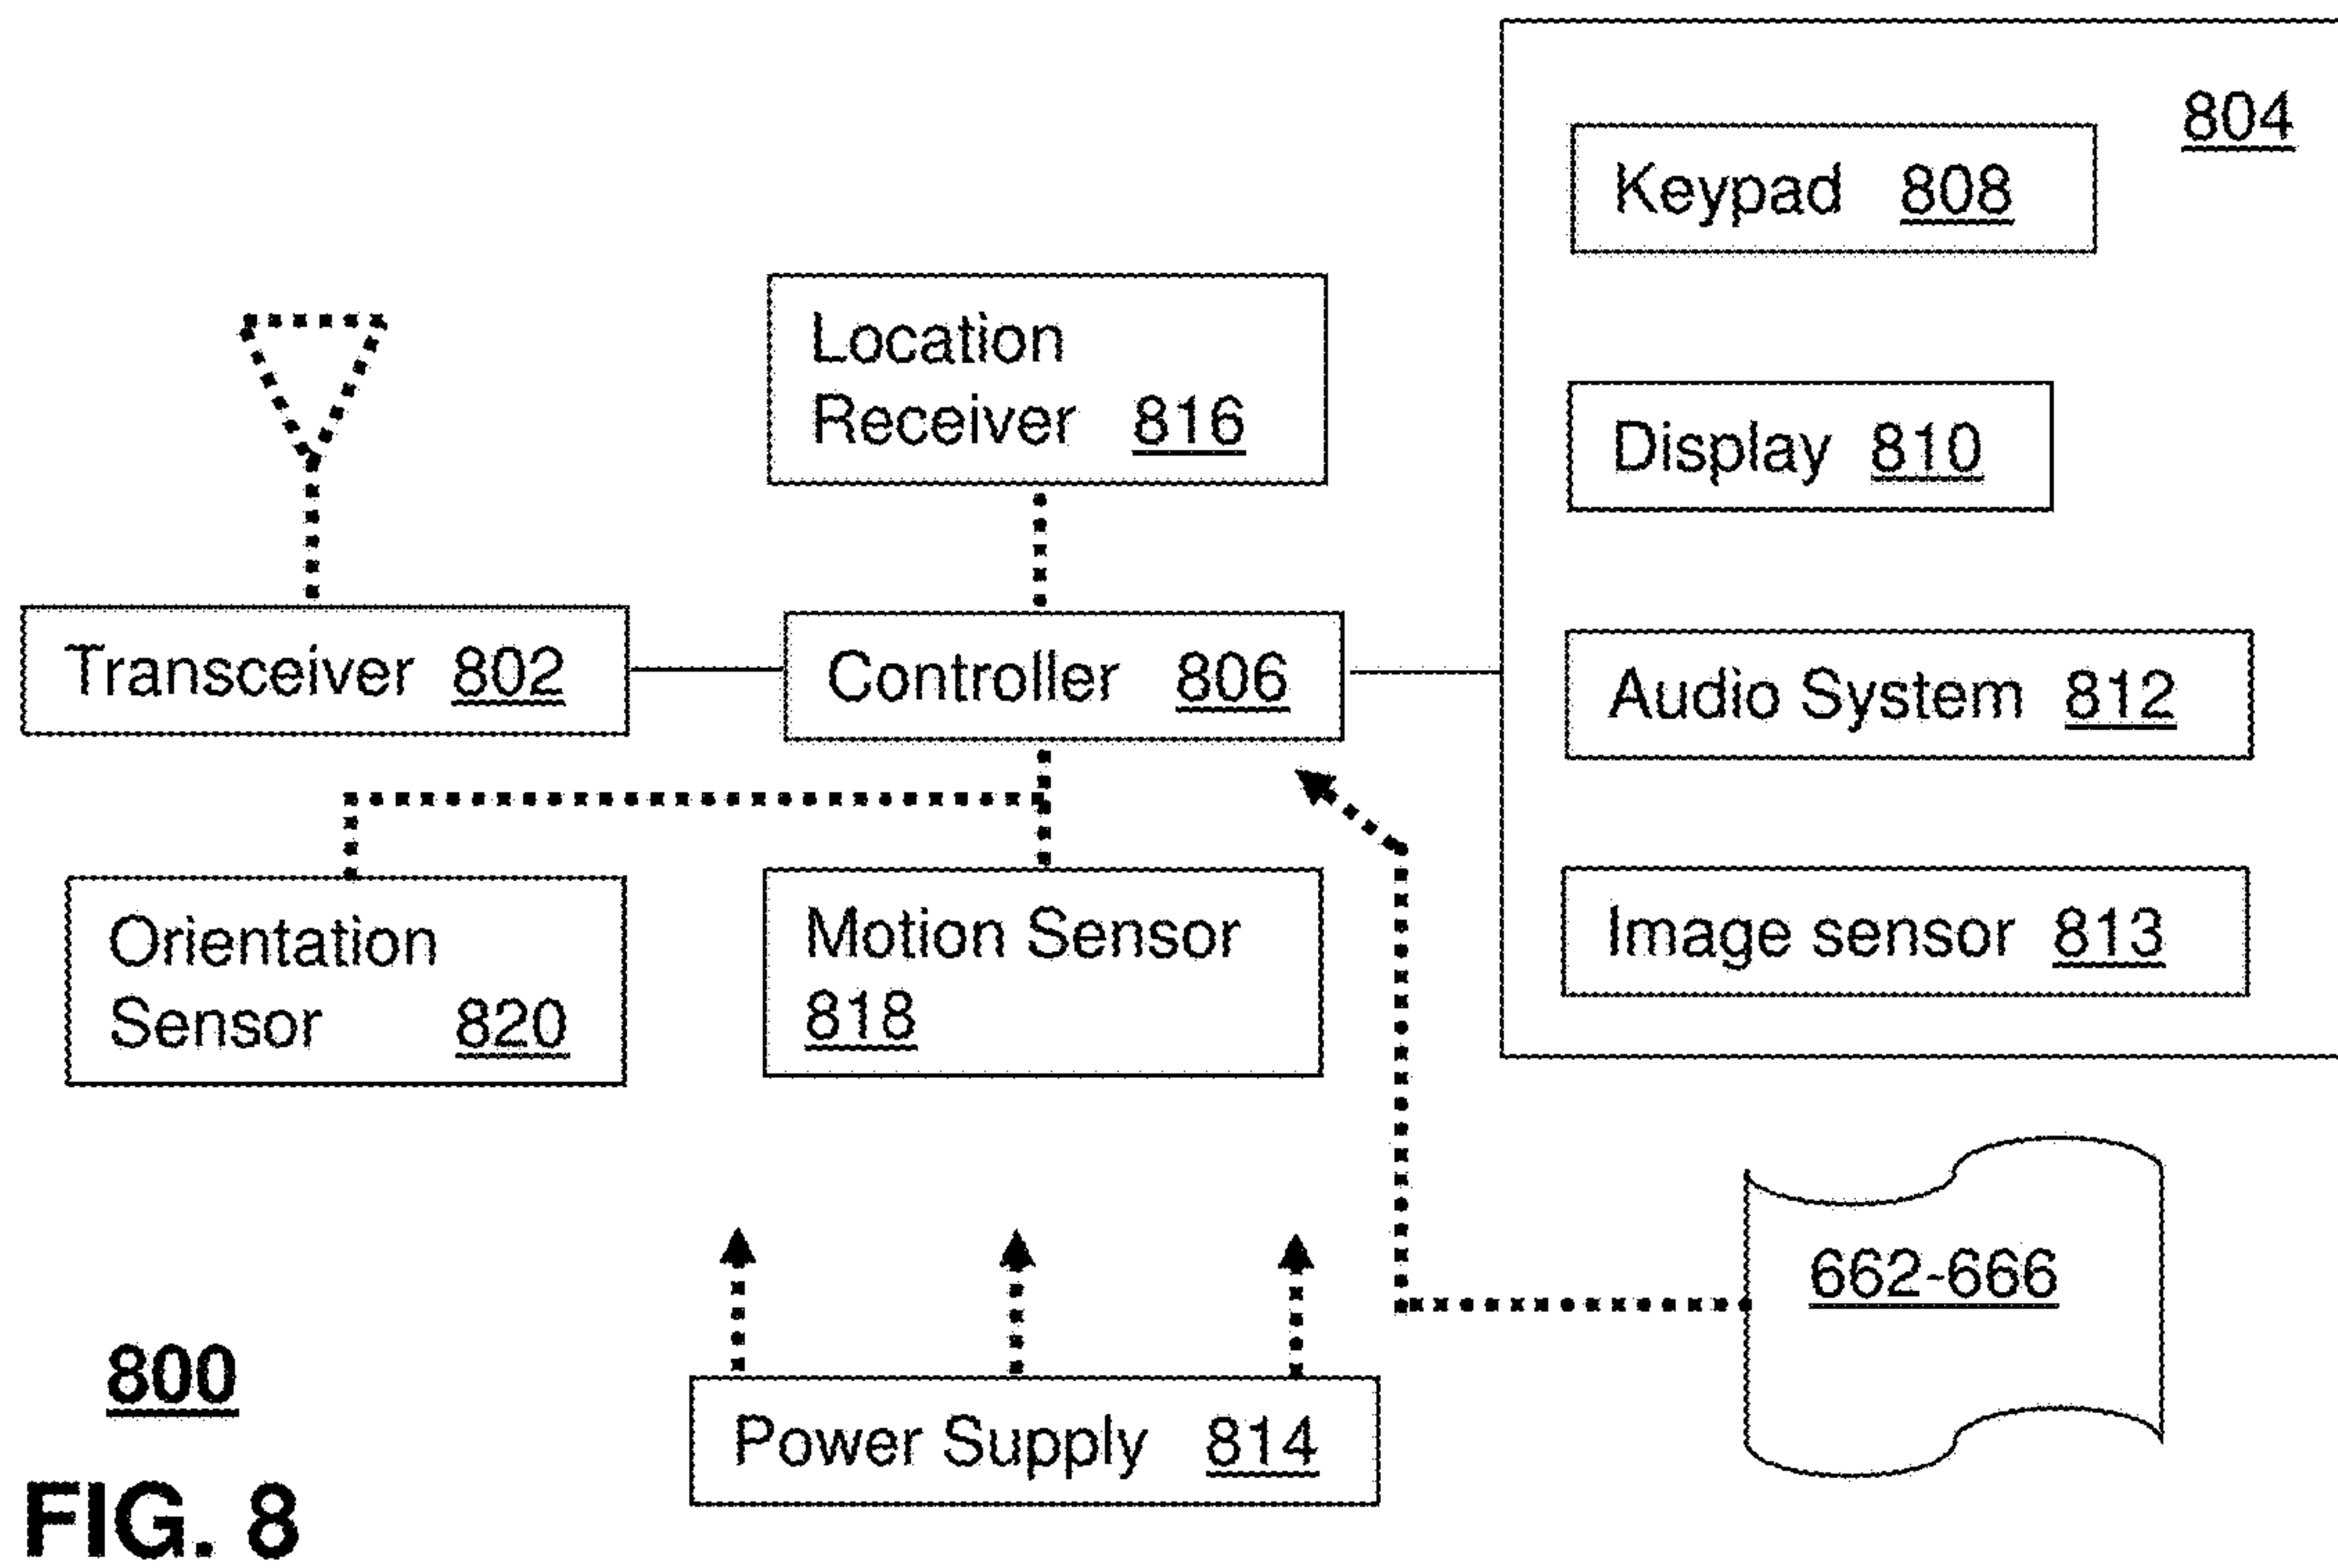 804
Keypad 808
Location
Receiver 816
Display 810
Transceiver 802
Controller 806
Audio System 812
Orientation
Sensor 820
Motion Sensor
818
Image sensor 813
662-666
800
Power Supply 814
FIG. 8